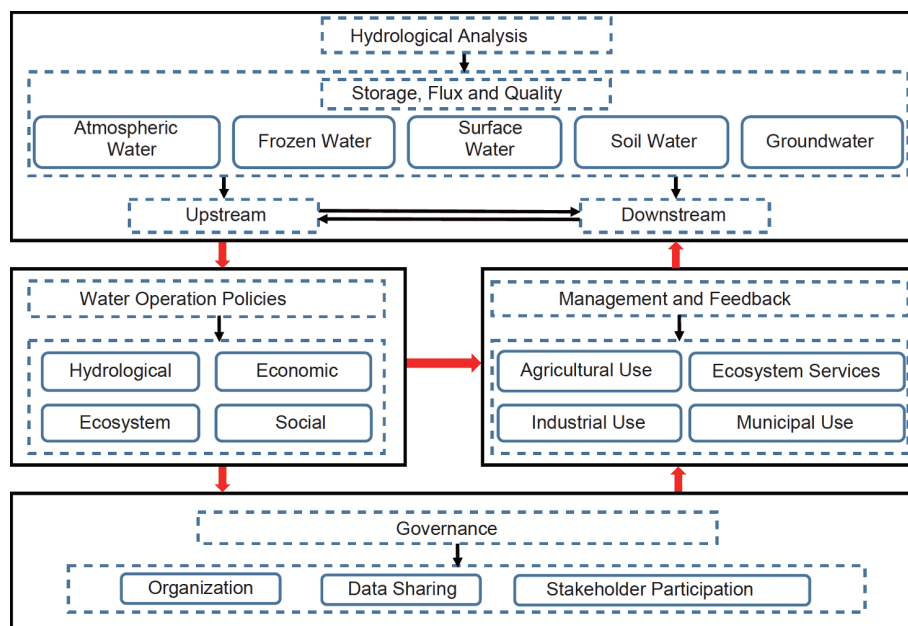 Hydrological Analysis
Storage, Flux and Quality
Atmospheric
Water
Frozen Water
Surface
Water
Soil Water
Groundwater
Upstream
Downstream
Water Operation Policies
Hydrological
Economic
Ecosystem
Social
Management and Feedback
Agricultural Use
Ecosystem Services
Industrial Use
Municipal Use
Governance
Organization
Data Sharing
Stakeholder Participation